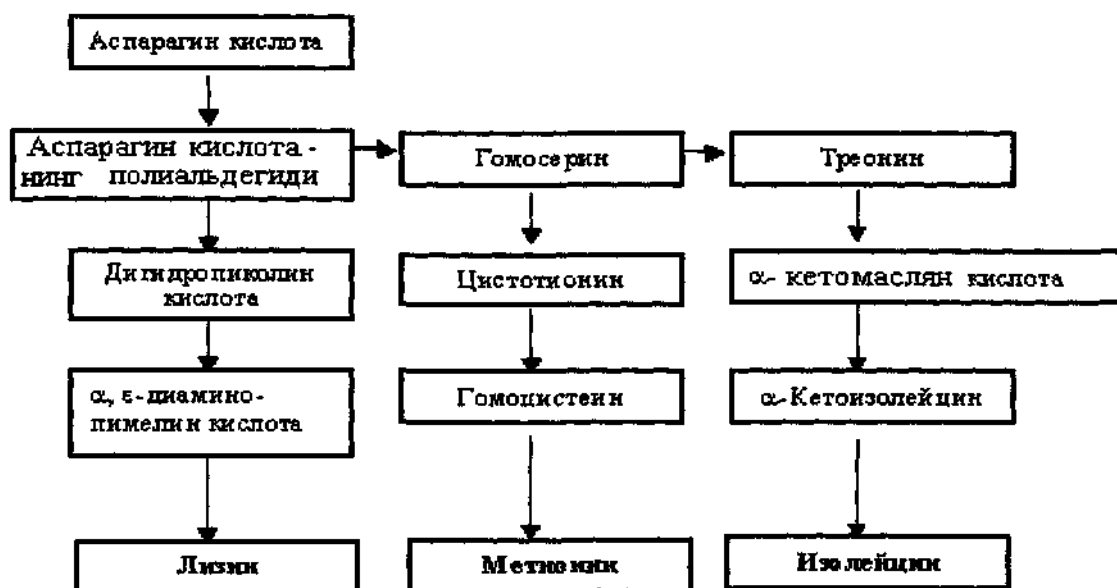 Аспарагин кислота
Аспарагин кислота-
нинг полиальдегиди
Гомосерин
Треонин
Дигидропиколин
кислота
Цистотионин
α- кетомаслян кислота
α, ε-диамино-
пимелин кислота
Гомоцистеин
α-Кетоизолейцин
Лизин
Метионин
Изолейцин